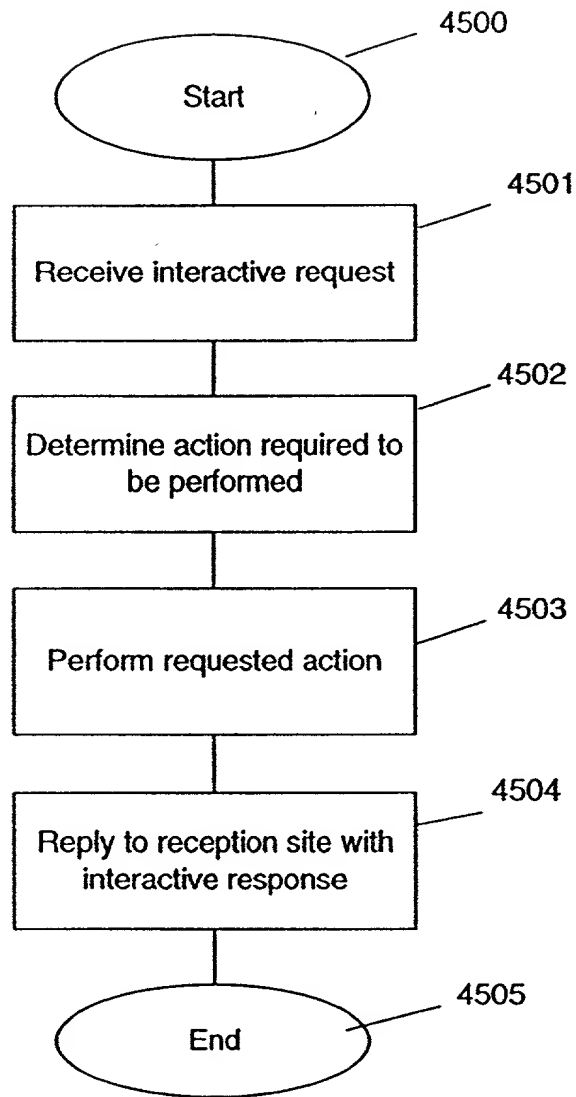 4500
Start
4501
Receive interactive request
4502
Determine action required to
be performed
4503
Perform requested action
4504
Reply to reception site with
interactive response
4505
End